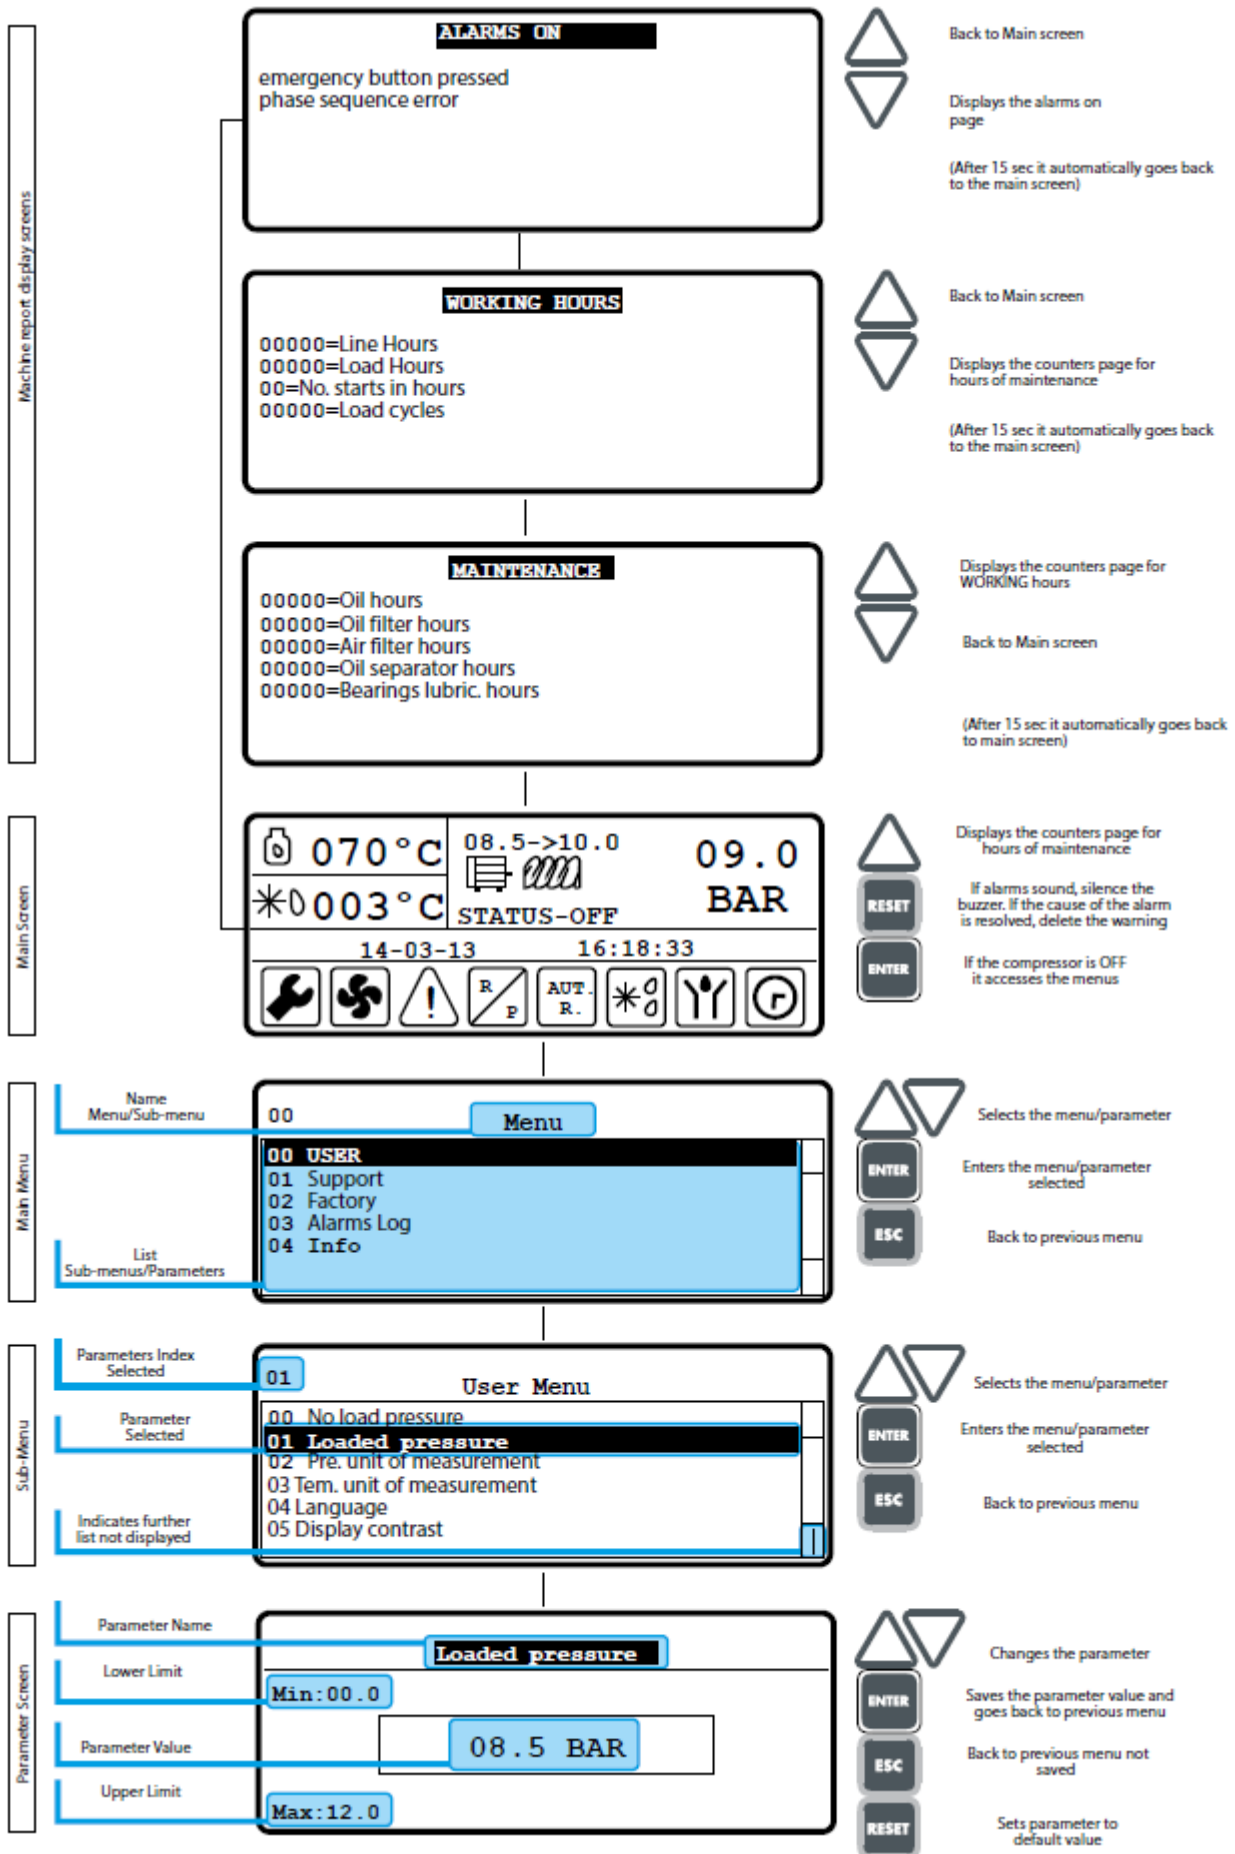 Machine report display screens
ALARMS ON
emergency button pressed
phase sequence error
Back to Main screen
Displays the alarms on
page
(After 15 sec it automatically goes back
to the main screen)
WORKING HOURS
00000=Line Hours
00000=Load Hours
00=No. starts in hours
00000=Load cycles
Back to Main screen
Displays the counters page for
hours of maintenance
(After 15 sec it automatically goes back
to the main screen)
MAINTENANCE
00000=Oil hours
00000=Oil filter hours
00000=Air filter hours
00000=Oil separator hours
00000=Bearings lubric. hours
Displays the counters page for
WORKING hours
Back to Main screen
(After 15 sec it automatically goes back
to main screen)
Main Screen
070°C
003°C
08.5->10.0
STATUS-OFF
09.0
BAR
14-03-13 16:18:33
R/P
AUT.
R.
Displays the counters page for
hours of maintenance
RESET
If alarms sound, silence the
buzzer. If the cause of the alarm
is resolved, delete the warning
ENTER
If the compressor is OFF
it accesses the menus
Main Menu
Name
Menu/Sub-menu
List
Sub-menus/Parameters
00
Menu
00 USER
01 Support
02 Factory
03 Alarms Log
04 Info
Selects the menu/parameter
ENTER
Enters the menu/parameter
selected
ESC
Back to previous menu
Sub-Menu
Parameters Index
Selected
Parameter
Selected
Indicates further
list not displayed
01
User Menu
00 No load pressure
01 Loaded pressure
02 Pre. unit of measurement
03 Tem. unit of measurement
04 Language
05 Display contrast
Selects the menu/parameter
ENTER
Enters the menu/parameter
selected
ESC
Back to previous menu
Parameter Screen
Parameter Name
Lower Limit
Parameter Value
Upper Limit
Loaded pressure
Min:00.0
08.5 BAR
Max:12.0
Changes the parameter
ENTER
Saves the parameter value and
goes back to previous menu
ESC
Back to previous menu not
saved
RESET
Sets parameter to
default value